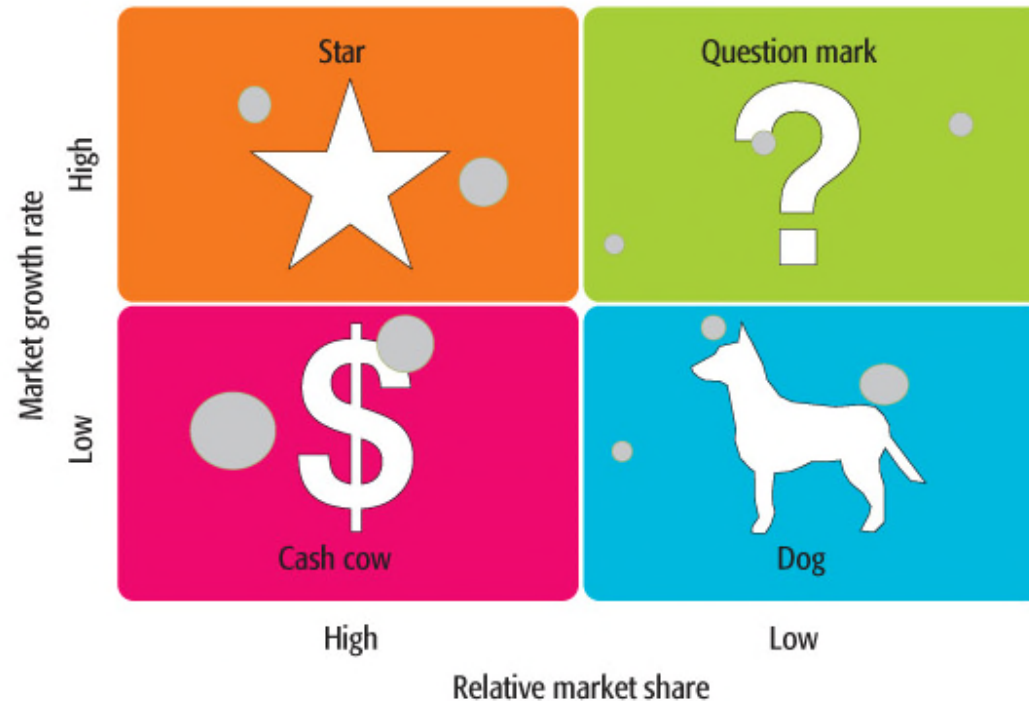 Star
Question mark
?
High
Market growth rate
Low
$
Cash cow
Dog
High
Low
Relative market share